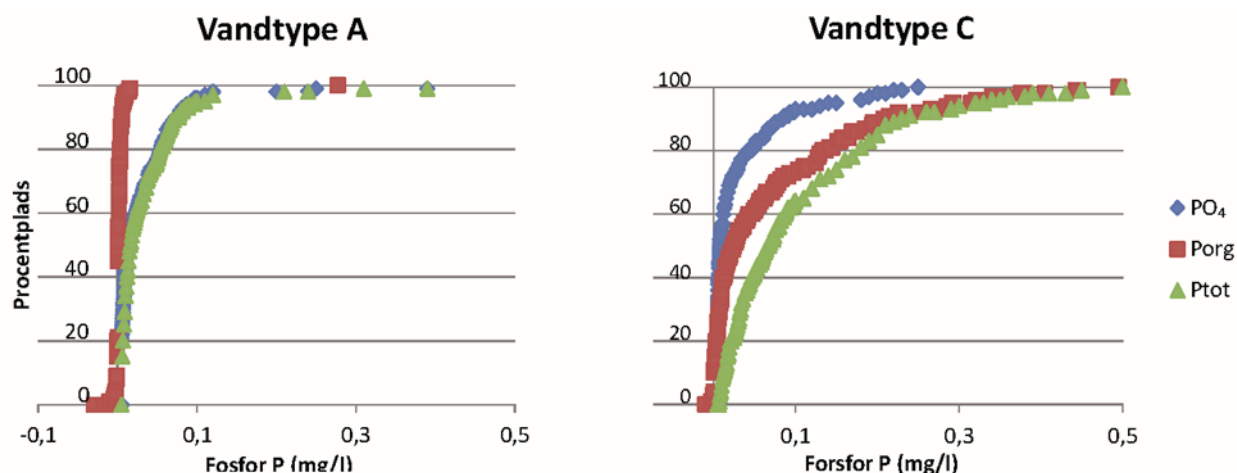 Vandtype A
Procentplads
100
80
60
40
20
0
-0,1
0,1
0,3
0,5
Fosfor P (mg/l)
Vandtype C
100
80
60
40
20
0
0,1
0,3
0,5
Forsfor P (mg/l)
PO₄
Porg
Ptot